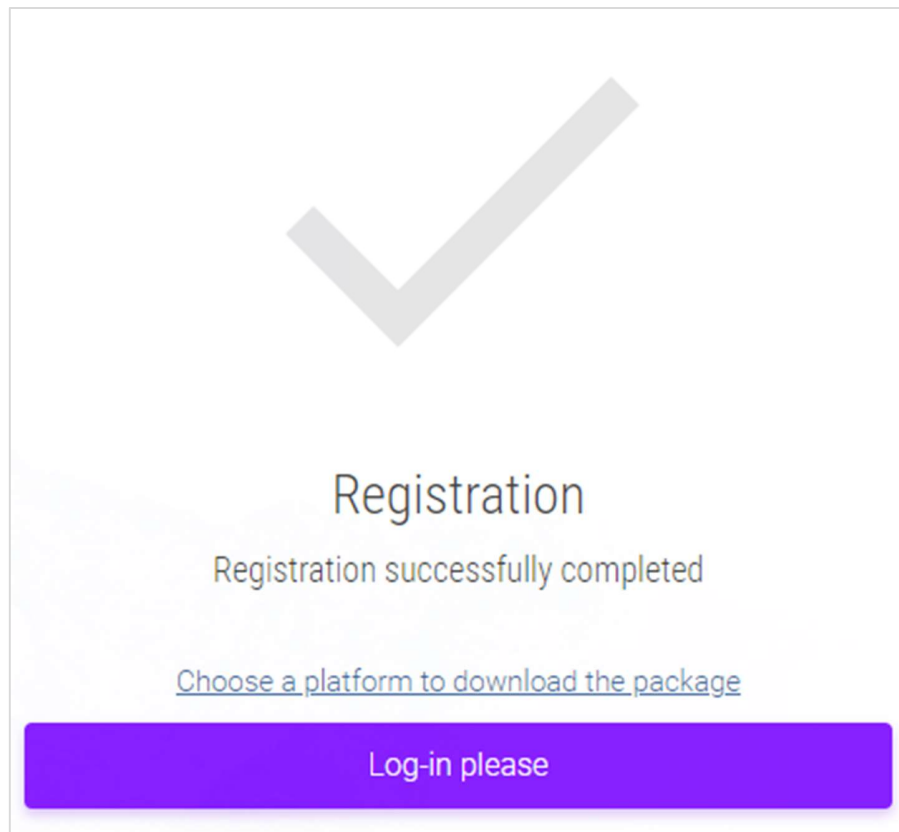 Registration
Registration successfully completed
Choose a platform to download the package
Log-in please